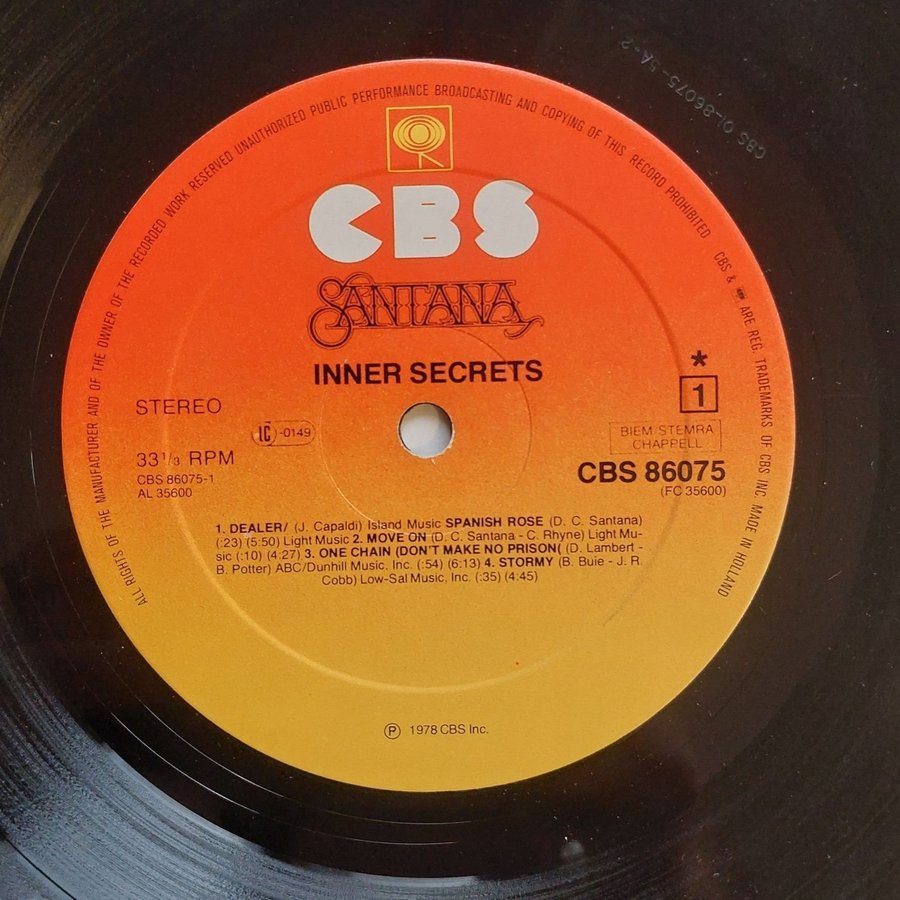 ALL RIGHTS OF THE MANUFACTURER AND OF THE OWNER OF THE RECORDED WORK RESERVED UNAUTHORIZED PUBLIC PERFORMANCE BROADCASTING AND COPYING OF THIS RECORD PROHIBITED
CBS & ARE REG. TRADEMARKS OF CBS INC. MADE IN HOLLAND
CBS 01-86075-1A-2
CBS
SANTANA
INNER SECRETS
STEREO
LC -0149
* 1
BIEM/STEMRA
CHAPPELL
33 1/3 RPM
CBS 86075-1
AL 35600
CBS 86075
(FC 35600)
1. DEALER/ (J. Capaldi) Island Music SPANISH ROSE (D. C. Santana)
(:23) (5:50) Light Music 2. MOVE ON (D. C. Santana - C. Rhyne) Light Mu-
sic (:10) (4:27) 3. ONE CHAIN (DON'T MAKE NO PRISON( (D. Lambert -
B. Potter) ABC/Dunhill Music, Inc. (:54) (6:13) 4. STORMY (B. Buie - J. R.
Cobb) Low-Sal Music, Inc. (:35) (4:45)
℗ 1978 CBS Inc.